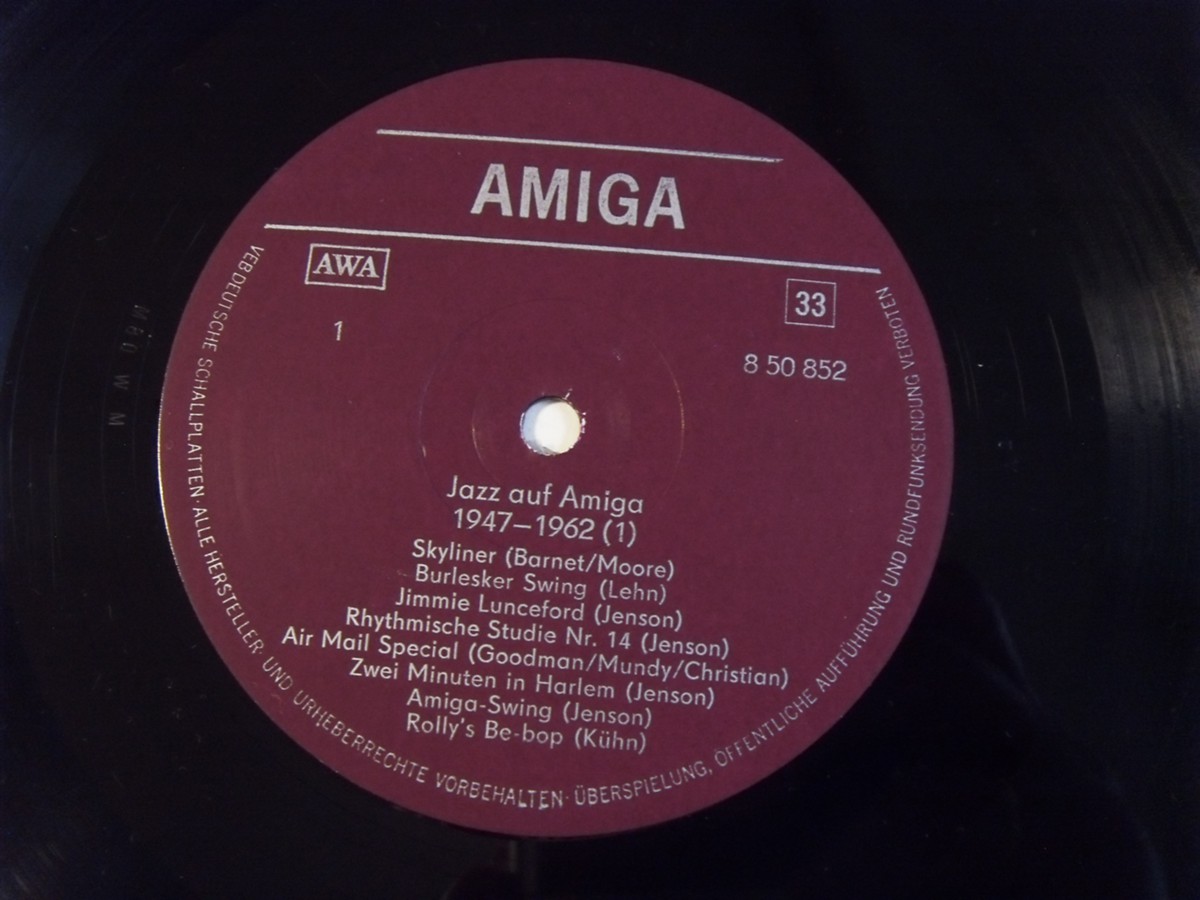 AMIGA
AWA
33
1
8 50 852
Jazz auf Amiga
1947–1962 (1)
Skyliner (Barnet/Moore)
Burlesker Swing (Lehn)
Jimmie Lunceford (Jenson)
Rhythmische Studie Nr. 14 (Jenson)
Air Mail Special (Goodman/Mundy/Christian)
Zwei Minuten in Harlem (Jenson)
Amiga-Swing (Jenson)
Rolly's Be-bop (Kühn)
VEB DEUTSCHE SCHALLPLATTEN · ALLE HERSTELLER- UND URHEBERRECHTE VORBEHALTEN · ÜBERSPIELUNG, ÖFFENTLICHE AUFFÜHRUNG UND RUNDFUNKSENDUNG VERBOTEN